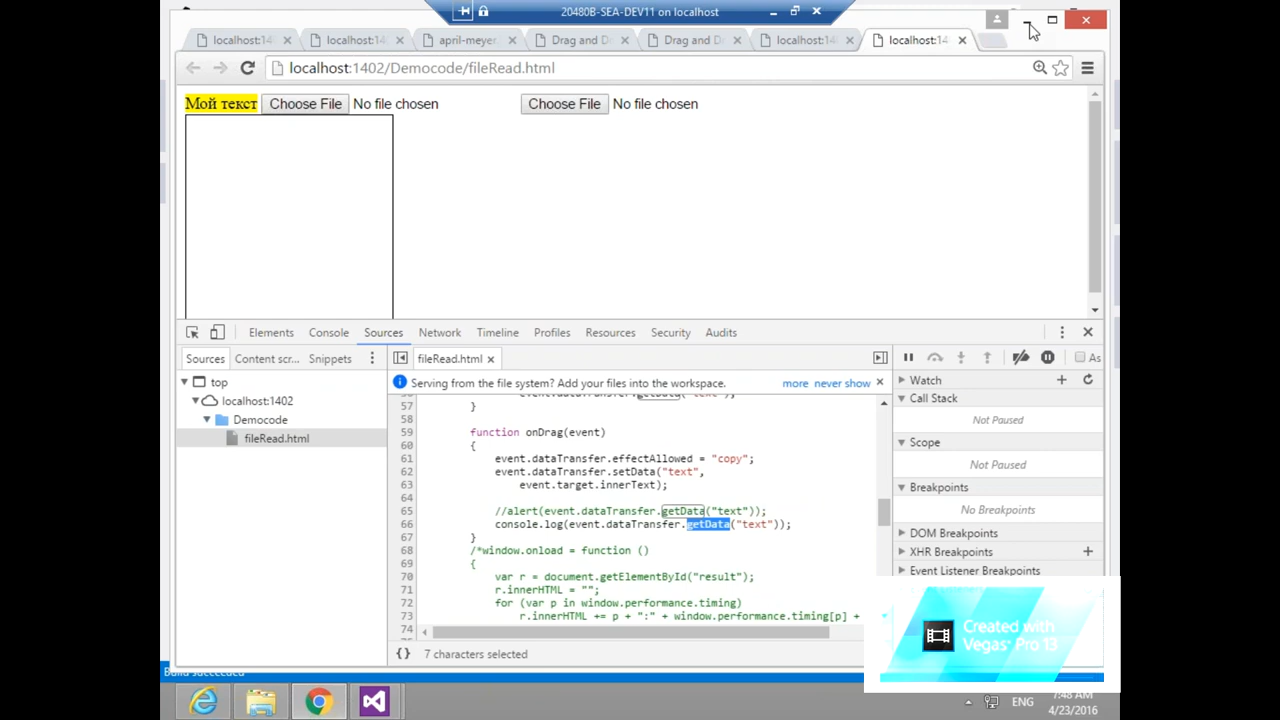 20480B-SEA-DEV11 on localhost
localhost:14
localhost:14
april-meyer
Drag and D
Drag and D
localhost:14
localhost:14
localhost:1402/Democode/fileRead.html
Мой текст Choose File No file chosen Choose File No file chosen
Elements Console Sources Network Timeline Profiles Resources Security Audits
Sources Content scr... Snippets
fileRead.html
As
top
localhost:1402
Democode
fileRead.html
Serving from the file system? Add your files into the workspace. more never show
57 }
58
59 function onDrag(event)
60 {
61 event.dataTransfer.effectAllowed = "copy";
62 event.dataTransfer.setData("text",
63 event.target.innerText);
64
65 //alert(event.dataTransfer.getData("text"));
66 console.log(event.dataTransfer.getData("text"));
67 }
68 /*window.onload = function ()
69 {
70 var r = document.getElementById("result");
71 r.innerHTML = "";
72 for (var p in window.performance.timing)
73 r.innerHTML += p + ":" + window.performance.timing[p] +
74
{} 7 characters selected
Watch
Call Stack
Not Paused
Scope
Not Paused
Breakpoints
No Breakpoints
DOM Breakpoints
XHR Breakpoints
Event Listener Breakpoints
Created with
Vegas Pro 13
Build succeeded
ENG
7:48 AM
4/23/2016